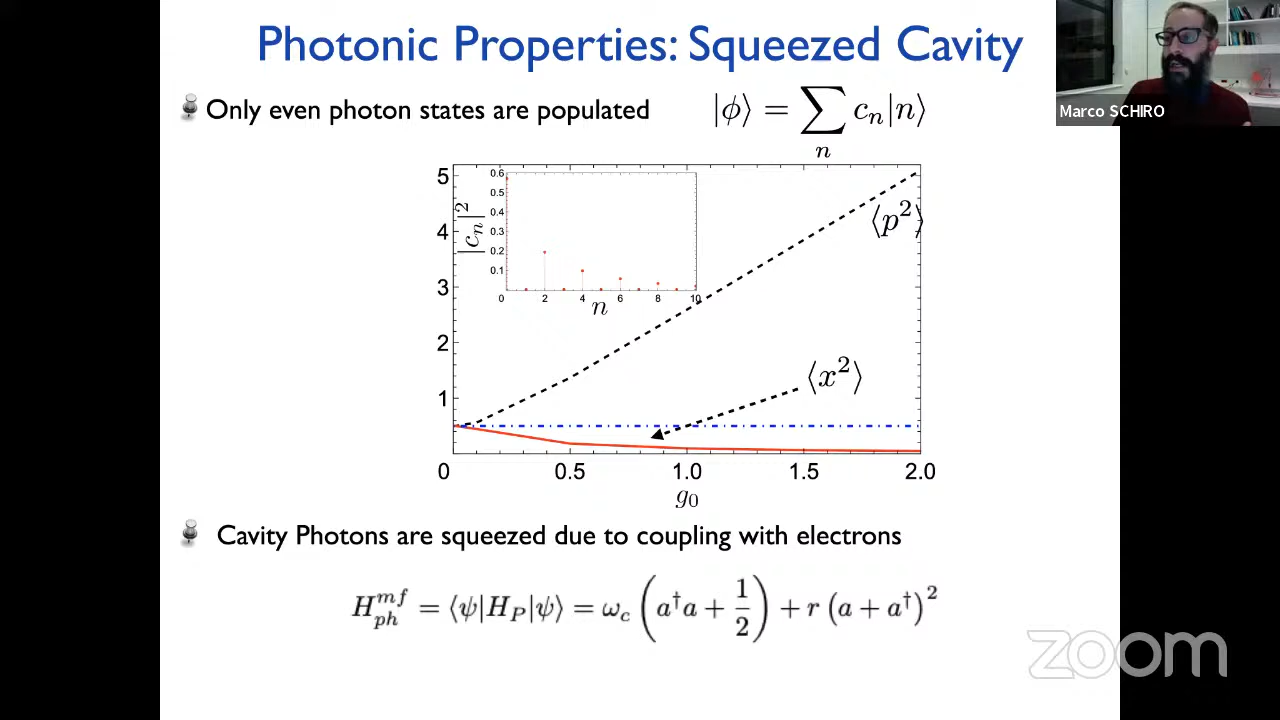 Photonic Properties: Squeezed Cavity
Marco SCHIRO
Only even photon states are populated
|ϕ⟩ = ∑ₙ cₙ|n⟩
5
4
3
2
1
0
0.5
1.0
1.5
2.0
g₀
⟨p²⟩
⟨x²⟩
|cₙ|²
0.6
0.5
0.4
0.3
0.2
0.1
0
2
4
6
8
10
n
Cavity Photons are squeezed due to coupling with electrons
H_{ph}^{mf} = ⟨ψ|H_P|ψ⟩ = ω_c (a†a + 1/2) + r (a + a†)²
zoom